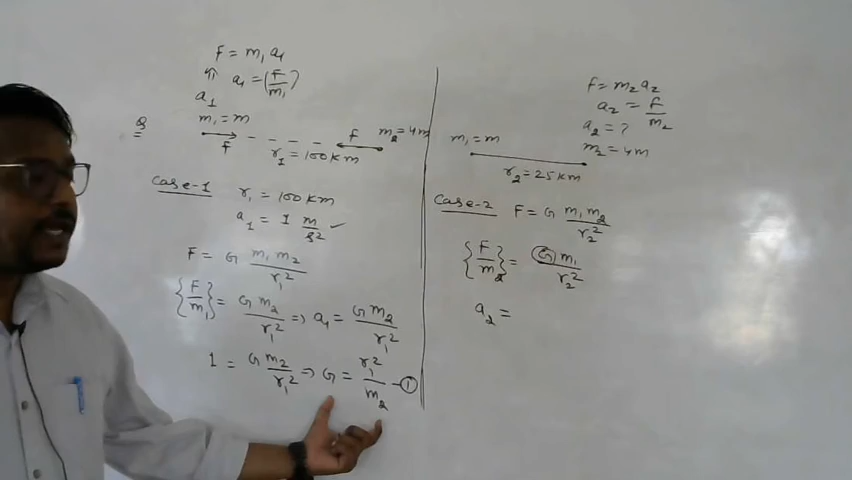 F = m₁ a₁
a₁ = (F/m₁)
a₁
Q
m₁ = m
F
r₁ = 100 km
F
m₂ = 4m
Case-1 r₁ = 100 km
a₁ = 1 m/s²
F = G m₁ m₂/r₁²
{F/m₁} = G m₂/r₁² ⇒ a₁ = G m₂/r₁²
1 = G m₂/r₁² ⇒ G = r₁²/m₂ — ①
F = m₂ a₂
a₂ = F/m₂
a₂ = ?
m₂ = 4m
m₁ = m
r₂ = 25 km
Case-2 F = G m₁ m₂/r₂²
{F/m₂} = G m₁/r₂²
a₂ =